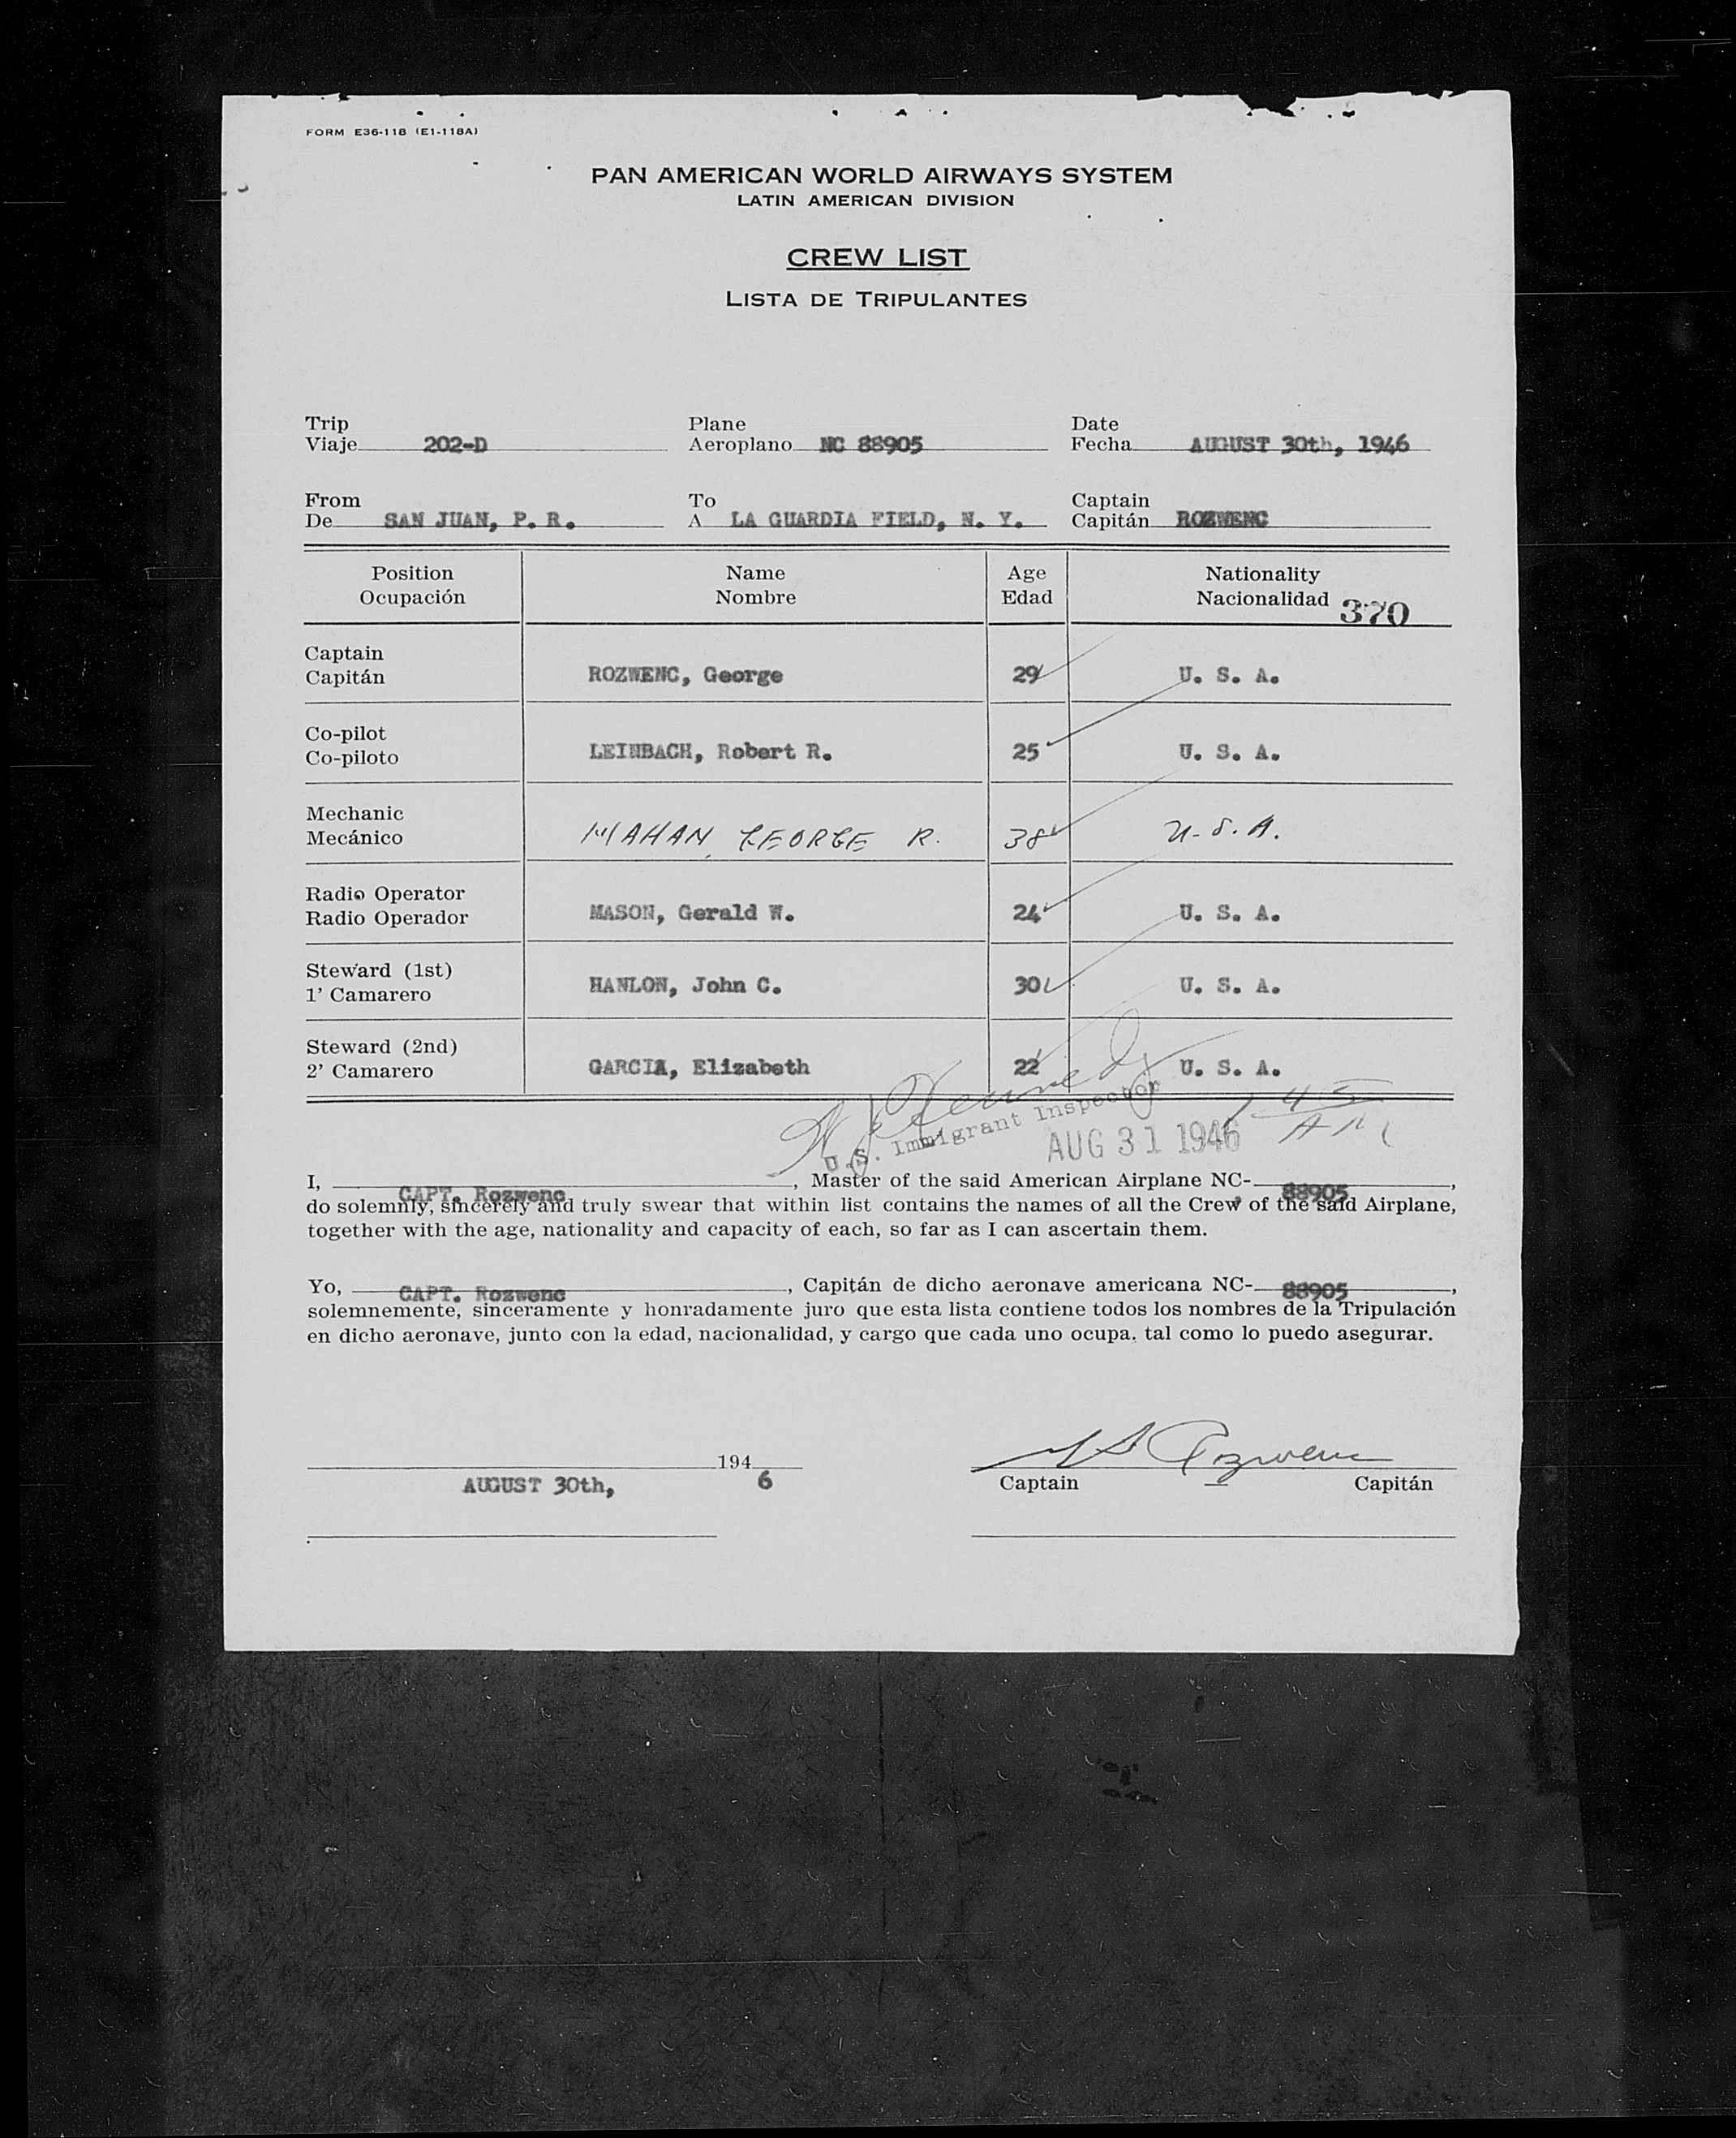 FORM E36-118 (E1-118A)
PAN AMERICAN WORLD AIRWAYS SYSTEM
LATIN AMERICAN DIVISION
CREW LIST
LISTA DE TRIPULANTES
Trip Plane Date
Viaje 202-D Aeroplano NC 88905 Fecha AUGUST 30th, 1946
From To Captain
De SAN JUAN, P. R. A LA GUARDIA FIELD, N. Y. Capitán ROZWENC
Position Name Age Nationality
Ocupación Nombre Edad Nacionalidad 370
Captain
Capitán ROZWENC, George 29 U. S. A.
Co-pilot
Co-piloto LEINBACH, Robert R. 25 U. S. A.
Mechanic
Mecánico MAHAN, GEORGE R. 38 U.S.A.
Radio Operator
Radio Operador MASON, Gerald W. 24 U. S. A.
Steward (1st)
1' Camarero HANLON, John C. 30 U. S. A.
Steward (2nd)
2' Camarero GARCIA, Elizabeth 22 U. S. A.
Kennedy
U.S. Immigrant Inspector
AUG 31 1946 1 45 AM
I, CAPT. Rozwenc, Master of the said American Airplane NC-88905,
do solemnly, sincerely and truly swear that within list contains the names of all the Crew of the said Airplane,
together with the age, nationality and capacity of each, so far as I can ascertain them.
Yo, CAPT. Rozwenc, Capitán de dicho aeronave americana NC-88905,
solemnemente, sinceramente y honradamente juro que esta lista contiene todos los nombres de la Tripulación
en dicho aeronave, junto con la edad, nacionalidad, y cargo que cada uno ocupa, tal como lo puedo asegurar.
AUGUST 30th, 194 6 Rozwenc
Captain Capitán